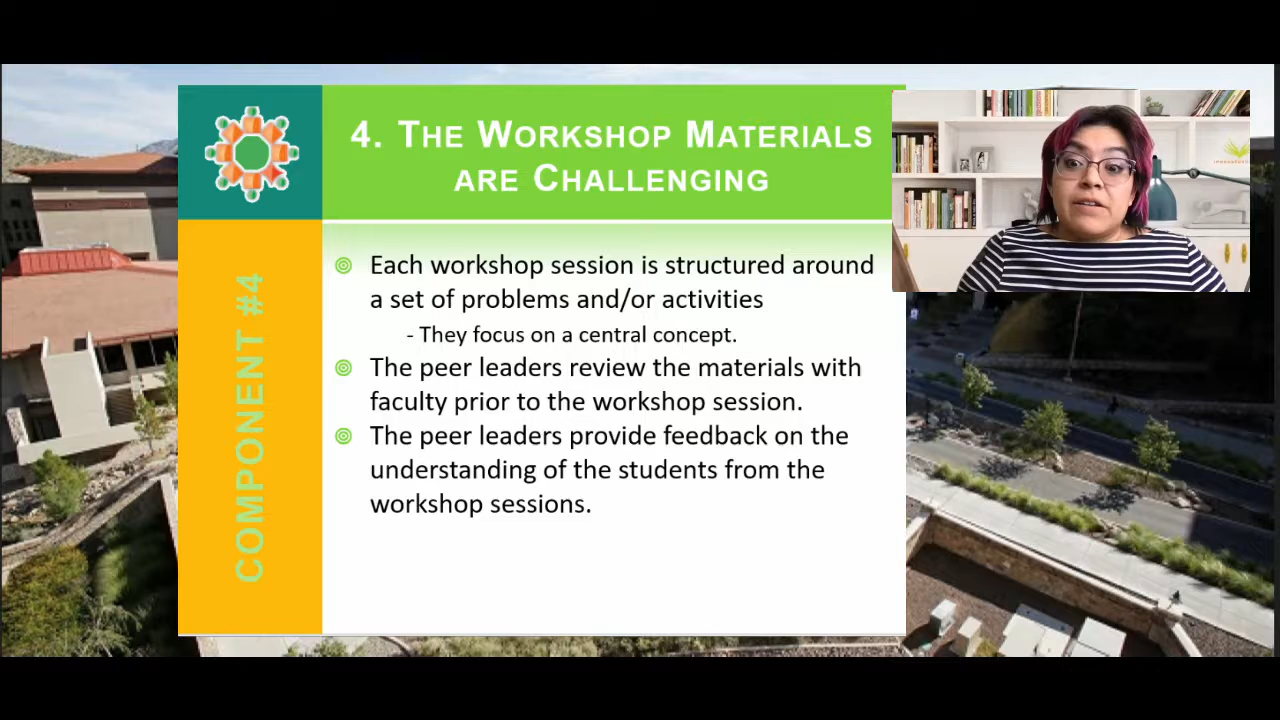 4. THE WORKSHOP MATERIALS
ARE CHALLENGING
COMPONENT #4
Each workshop session is structured around
a set of problems and/or activities
- They focus on a central concept.
The peer leaders review the materials with
faculty prior to the workshop session.
The peer leaders provide feedback on the
understanding of the students from the
workshop sessions.